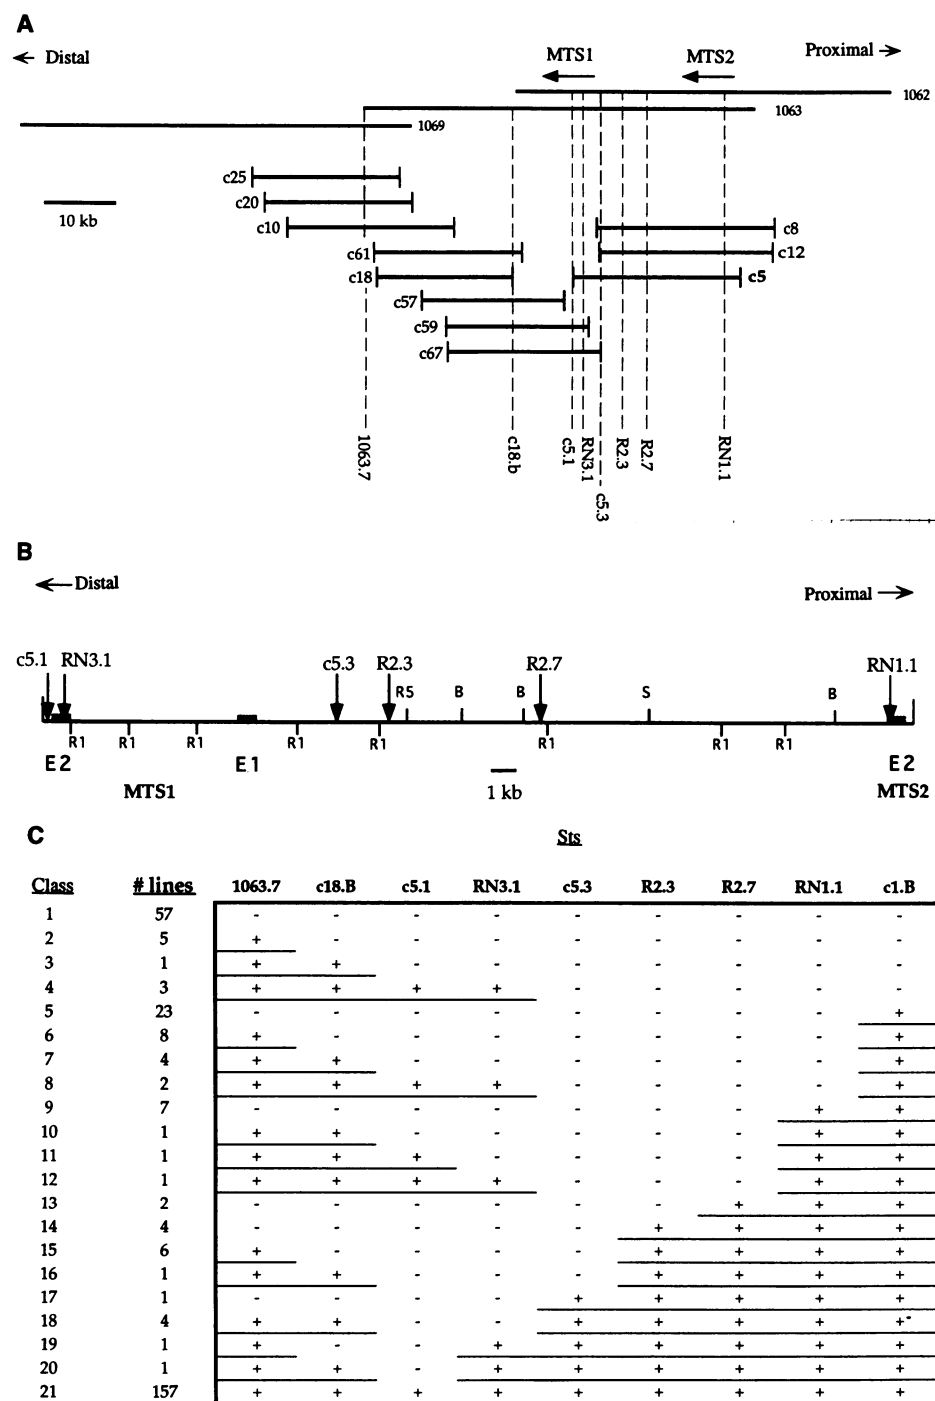 A
← Distal
MTS1
MTS2
Proximal →
1062
1063
1069
c25
c20
10 kb
c10
c8
c61
c12
c18
c5
c57
c59
c67
1063.7
c18.b
c5.1
RN3.1
c5.3
R2.3
R2.7
RN1.1
B
← Distal
Proximal →
c5.1 RN3.1 c5.3 R2.3 R2.7 RN1.1
RS B B S B
R1 R1 R1 R1 R1 R1 R1 R1
E2 E1 E2
MTS1 1 kb MTS2
C
Sts
Class # lines 1063.7 c18.B c5.1 RN3.1 c5.3 R2.3 R2.7 RN1.1 c1.B
1 57 - - - - - - - - -
2 5 + - - - - - - - -
3 1 + + - - - - - - -
4 3 + + + + - - - - -
5 23 - - - - - - - - +
6 8 + - - - - - - - +
7 4 + + - - - - - - +
8 2 + + + + - - - - +
9 7 - - - - - - - + +
10 1 + + - - - - - + +
11 1 + + + - - - - + +
12 1 + + + + - - - + +
13 2 - - - - - - + + +
14 4 - - - - - + + + +
15 6 + - - - - + + + +
16 1 + + - - - + + + +
17 1 - - - - + + + + +
18 4 + + - - + + + + +
19 1 + - - + + + + + +
20 1 + + - + + + + + +
21 157 + + + + + + + + +